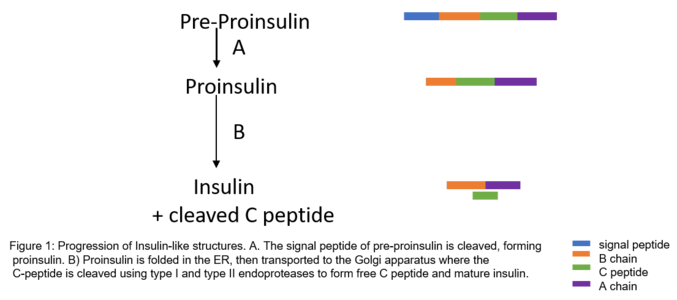 Pre-Proinsulin
A
Proinsulin
B
Insulin
+ cleaved C peptide
Figure 1: Progression of Insulin-like structures. A. The signal peptide of pre-proinsulin is cleaved, forming
proinsulin. B) Proinsulin is folded in the ER, then transported to the Golgi apparatus where the
C-peptide is cleaved using type I and type II endoproteases to form free C peptide and mature insulin.
signal peptide
B chain
C peptide
A chain